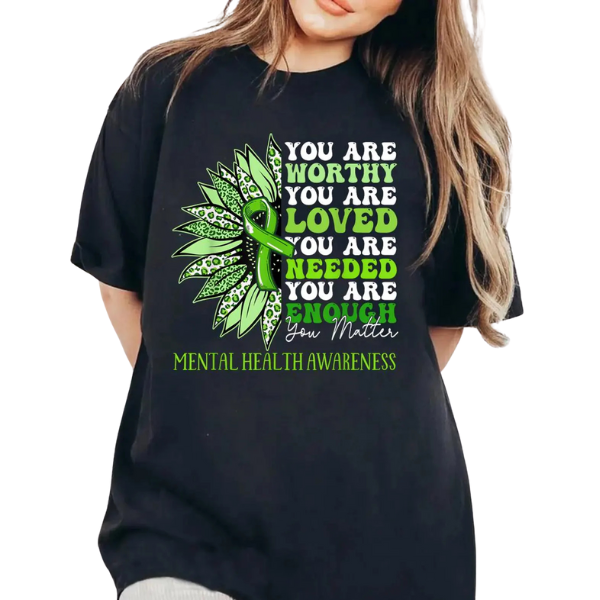 YOU ARE
WORTHY
YOU ARE
LOVED
YOU ARE
NEEDED
YOU ARE
ENOUGH
You Matter
MENTAL HEALTH AWARENESS